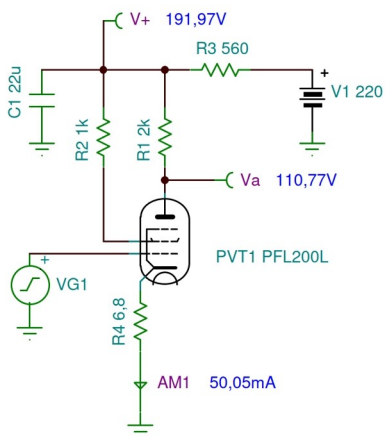 V+ 191,97V
R3 560
C1 22u
+
V1 220
R2 1k
R1 2k
Va 110,77V
+
VG1
PVT1 PFL200L
R4 6,8
AM1 50,05mA